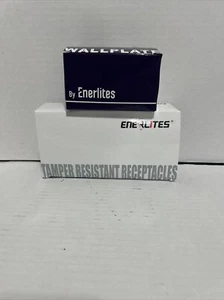 WALLPLATE
By Enerlites
ENERLITES
TAMPER RESISTANT RECEPTACLES